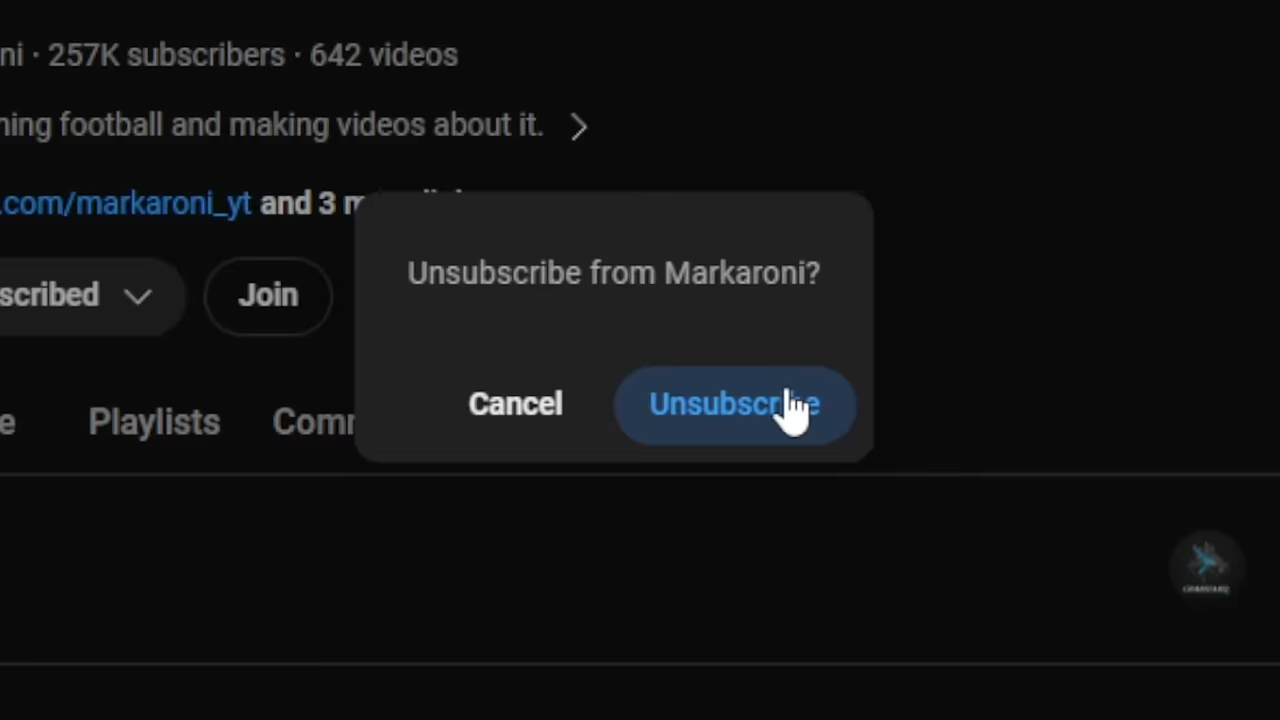 ni · 257K subscribers · 642 videos
ning football and making videos about it.
.com/markaroni_yt and 3
Unsubscribe from Markaroni?
scribed
Join
Cancel
Unsubscribe
Playlists